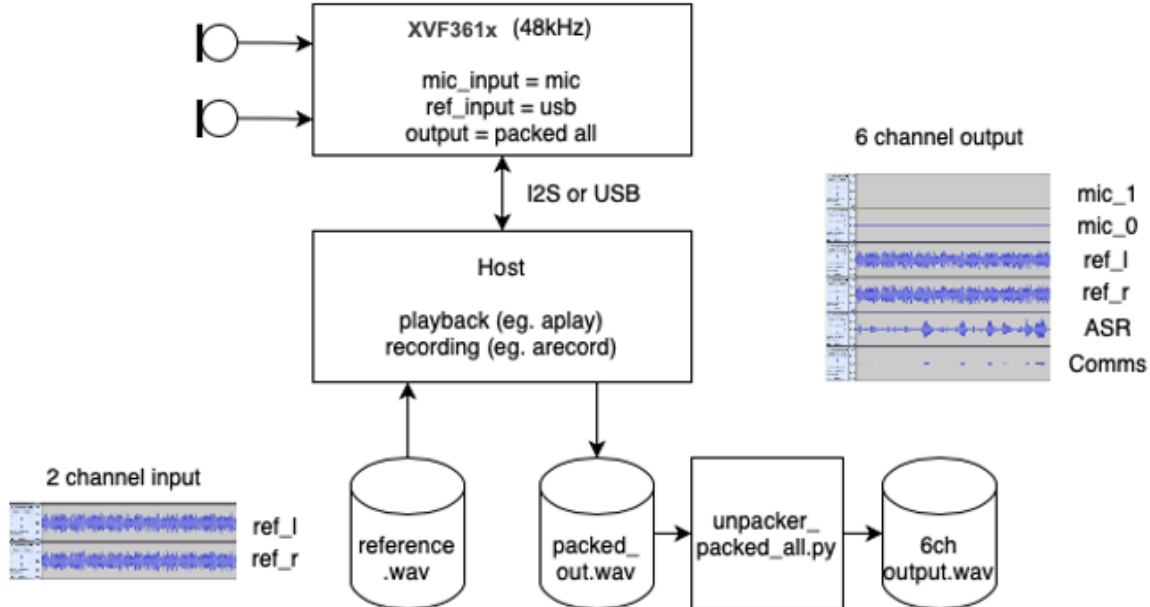 XVF361x (48kHz)
mic_input = mic
ref_input = usb
output = packed all
I2S or USB
Host
playback (eg. aplay)
recording (eg. arecord)
6 channel output
mic_1
mic_0
ref_l
ref_r
ASR
Comms
2 channel input
ref_l
ref_r
reference
.wav
packed_
out.wav
unpacker_
packed_all.py
6ch
output.wav